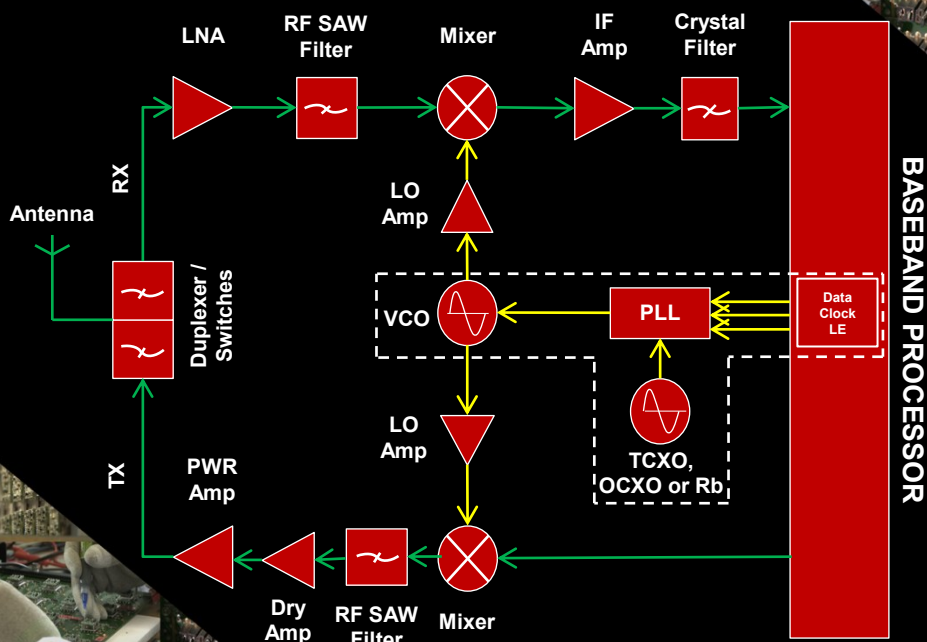 LNA
RF SAW
Filter
Mixer
IF
Amp
Crystal
Filter
RX
Antenna
LO
Amp
Duplexer /
Switches
VCO
PLL
Data
Clock
LE
BASEBAND PROCESSOR
LO
Amp
TCXO,
OCXO or Rb
TX
PWR
Amp
Dry
Amp
RF SAW
Filter
Mixer